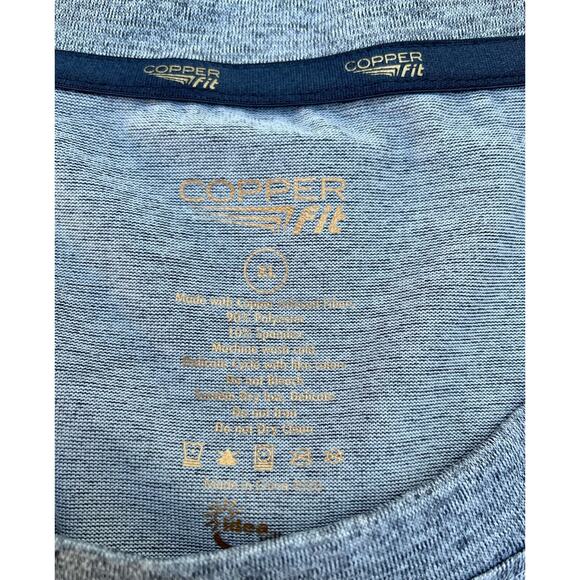 COPPER fit COPPER fit
COPPER
fit
XL
Made with Copper infused fibers
90% Polyester
10% Spandex
Machine wash cold
Delicate Cycle with like colors
Do not Bleach
Tumble Dry low, Delicate
Do not Iron
Do not Dry Clean
Made in China
idea